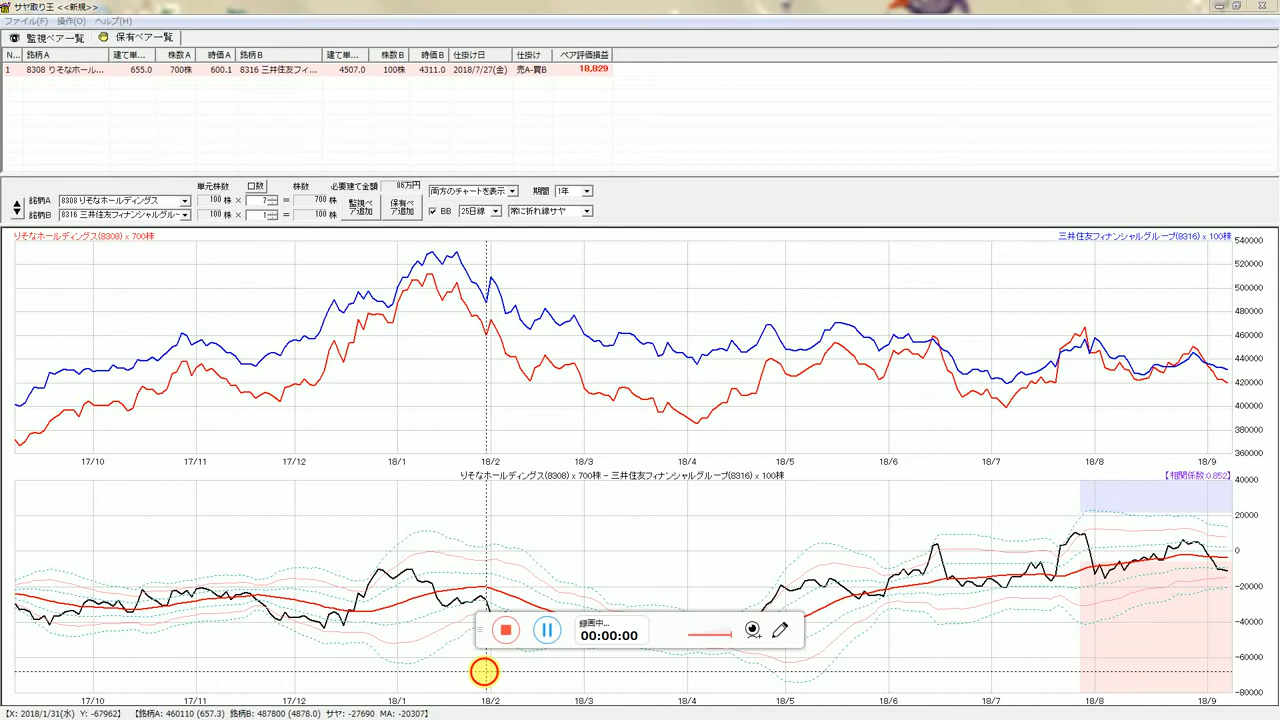 サヤ取り王 <<新規>>
ファイル(F) 操作(O) ヘルプ(H)
監視ペア一覧 保有ペア一覧
N... 銘柄A 建て単... 株数A 時価A 銘柄B 建て単... 株数B 時価B 仕掛け日 仕掛け ペア評価損益
1 8308 りそなホール... 655.0 700株 600.1 8316 三井住友フィ... 4507.0 100株 4311.0 2018/7/27(金) 売A-買B 18,829
単元株数 口数 株数 必要建て金額 86万円 両方のチャートを表示 期間 1年
銘柄A 8308 りそなホールディングス 100 株 × 7 = 700 株 監視ペア追加 保有ペア追加
銘柄B 8316 三井住友フィナンシャルグルー 100 株 × 1 = 100 株 BB 25日線 常に折れ線サヤ
りそなホールディングス(8308) x 700株 三井住友フィナンシャルグループ(8316) x 100株
540000
520000
500000
480000
460000
440000
420000
400000
380000
360000
17/10 17/11 17/12 18/1 18/2 18/3 18/4 18/5 18/6 18/7 18/8 18/9
りそなホールディングス(8308) x 700株 - 三井住友フィナンシャルグループ(8316) x 100株 【相関係数:0.852】
40000
20000
0
-20000
-40000
-60000
-80000
録画中...
00:00:00
17/10 17/11 17/12 18/1 18/2 18/3 18/4 18/5 18/6 18/7 18/8 18/9
【X: 2018/1/31(水) Y: -67962】 【銘柄A: 460110 (657.3) 銘柄B: 487800 (4878.0) サヤ: -27690 MA: -20307】